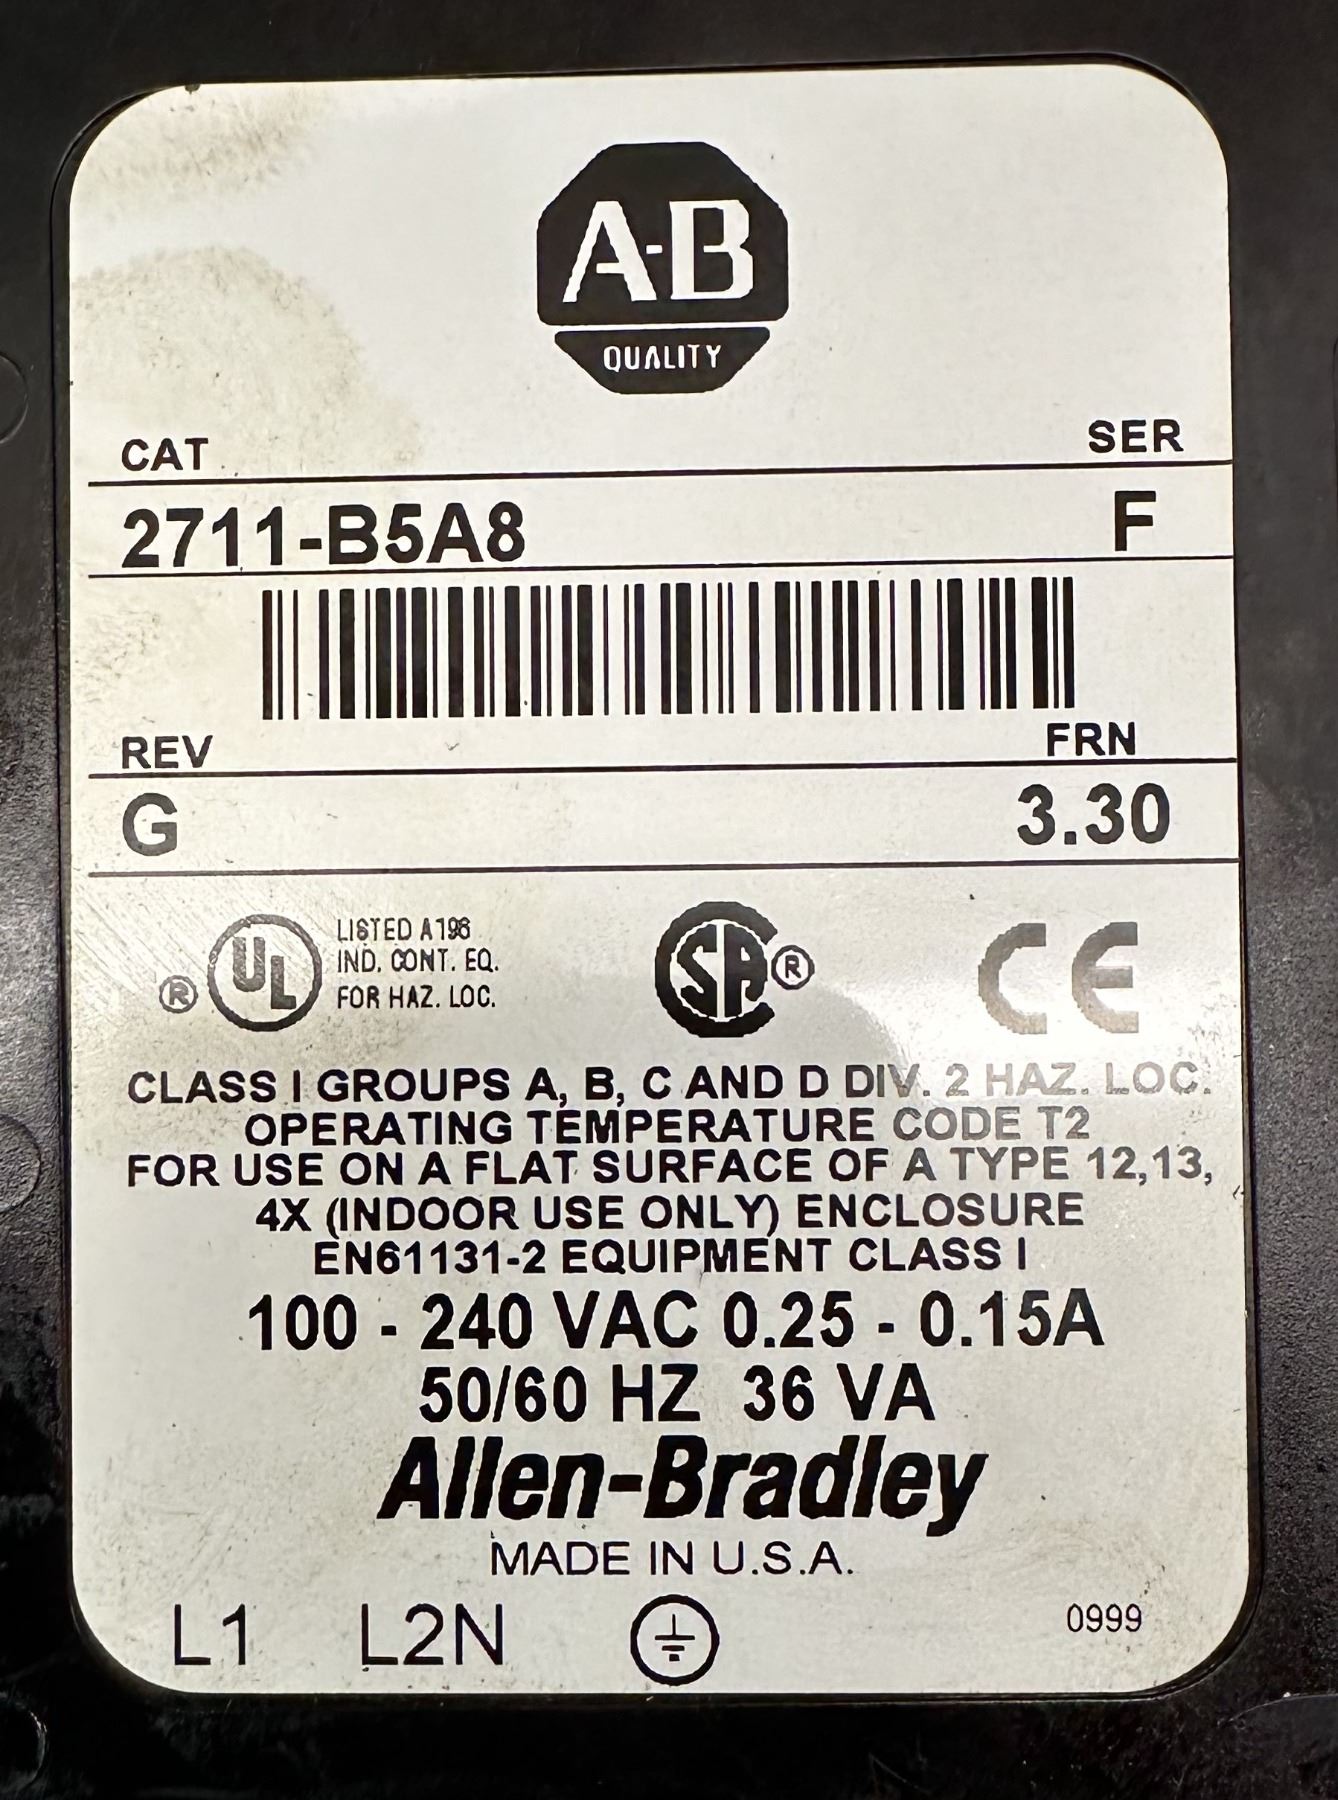 A-B
QUALITY
CAT SER
2711-B5A8 F
REV FRN
G 3.30
® UL LISTED A196
IND. CONT. EQ.
FOR HAZ. LOC.
SA ®
CE
CLASS I GROUPS A, B, C AND D DIV. 2 HAZ. LOC.
OPERATING TEMPERATURE CODE T2
FOR USE ON A FLAT SURFACE OF A TYPE 12,13,
4X (INDOOR USE ONLY) ENCLOSURE
EN61131-2 EQUIPMENT CLASS I
100 - 240 VAC 0.25 - 0.15A
50/60 HZ 36 VA
Allen-Bradley
MADE IN U.S.A.
L1 L2N 0999